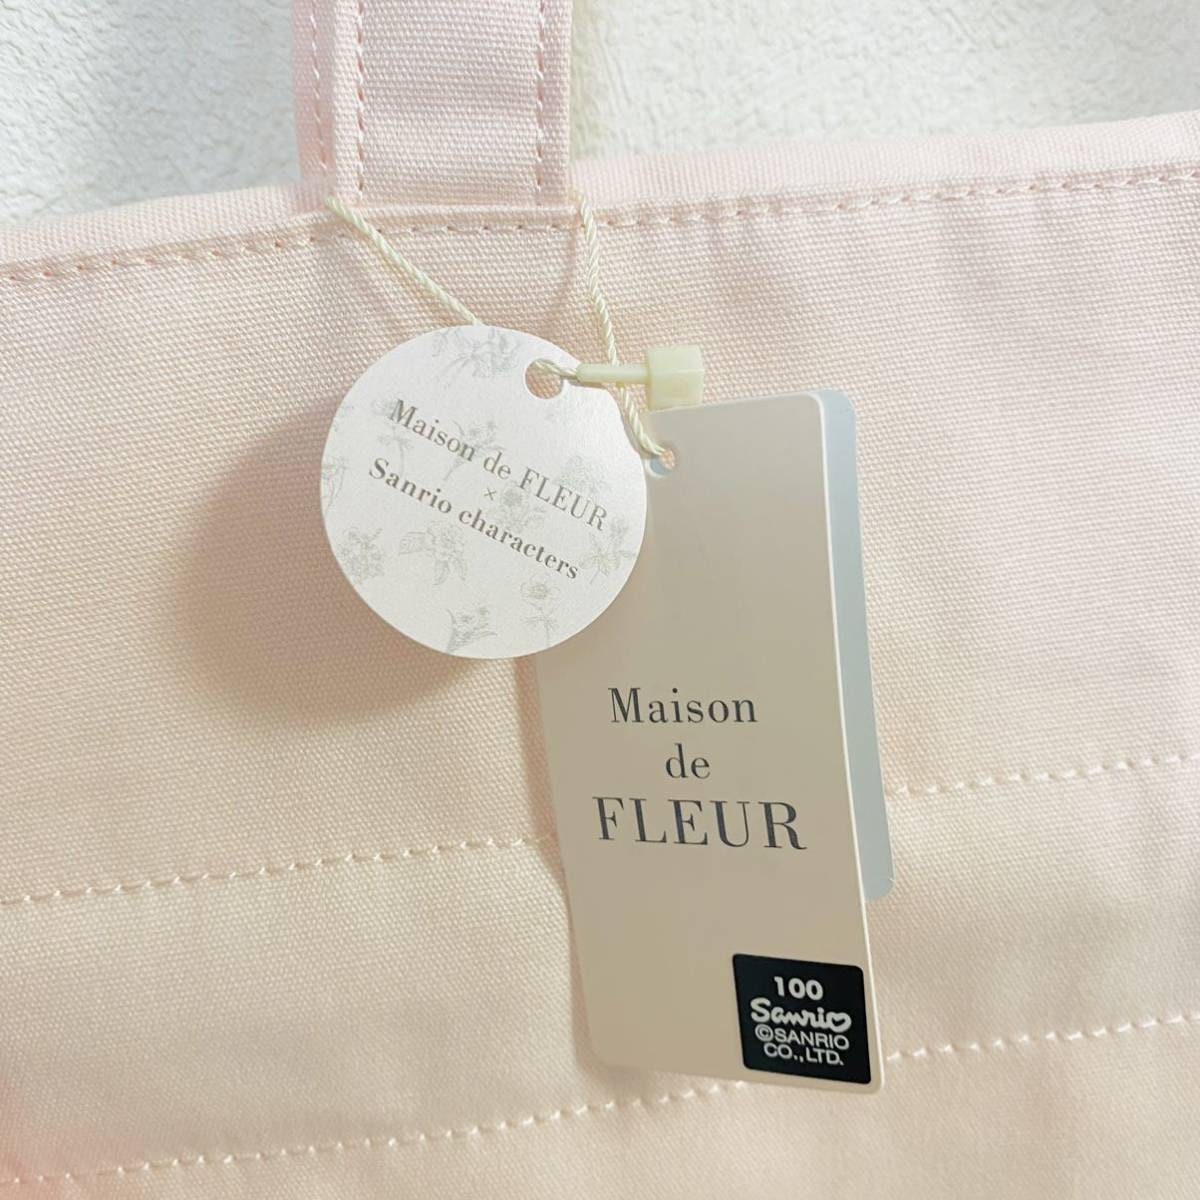 Maison de FLEUR
×
Sanrio characters
Maison
de
FLEUR
100
Sanrio
©SANRIO
CO.,LTD.